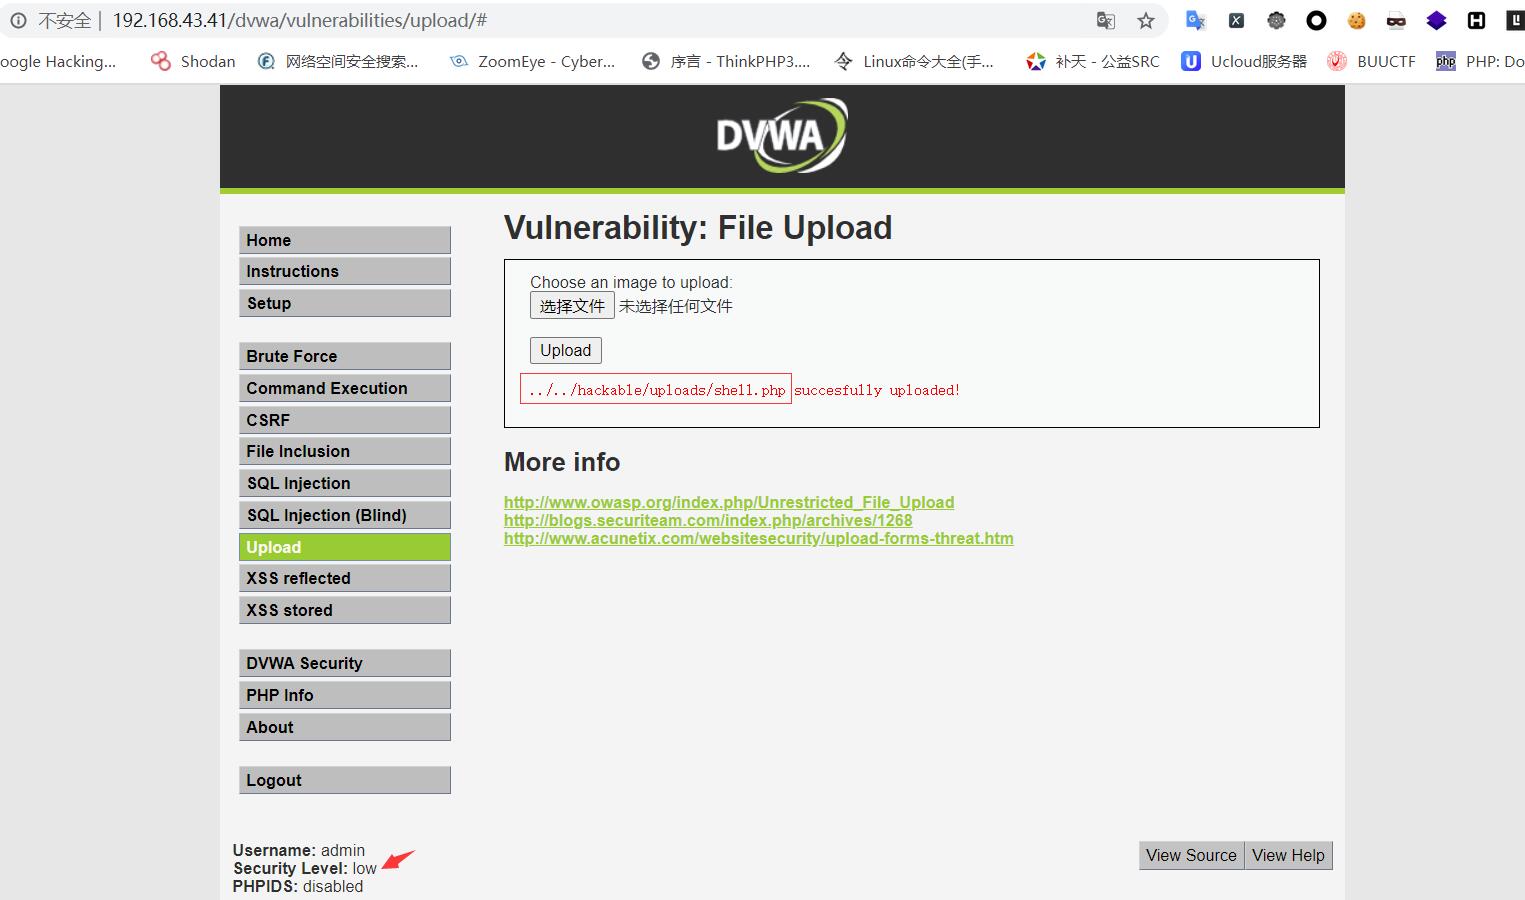 不安全 | 192.168.43.41/dvwa/vulnerabilities/upload/#
oogle Hacking... Shodan 网络空间安全搜索... ZoomEye - Cyber... 序言 - ThinkPHP3.... Linux命令大全(手... 补天 - 公益SRC Ucloud服务器 BUUCTF php PHP: Do
DVWA
Home
Instructions
Setup
Brute Force
Command Execution
CSRF
File Inclusion
SQL Injection
SQL Injection (Blind)
Upload
XSS reflected
XSS stored
DVWA Security
PHP Info
About
Logout
Vulnerability: File Upload
Choose an image to upload:
选择文件 未选择任何文件
Upload
../../hackable/uploads/shell.php succesfully uploaded!
More info
http://www.owasp.org/index.php/Unrestricted_File_Upload
http://blogs.securiteam.com/index.php/archives/1268
http://www.acunetix.com/websitesecurity/upload-forms-threat.htm
Username: admin
Security Level: low
PHPIDS: disabled
View Source View Help